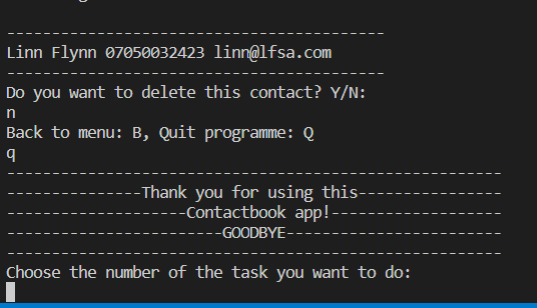 ------------------------------------------
Linn Flynn 07050032423 linn@lfsa.com
------------------------------------------
Do you want to delete this contact? Y/N:
n
Back to menu: B, Quit programme: Q
q
-------------------------------------------------------
---------------Thank you for using this----------------
--------------------Contactbook app!-------------------
------------------------GOODBYE------------------------
-------------------------------------------------------
Choose the number of the task you want to do: